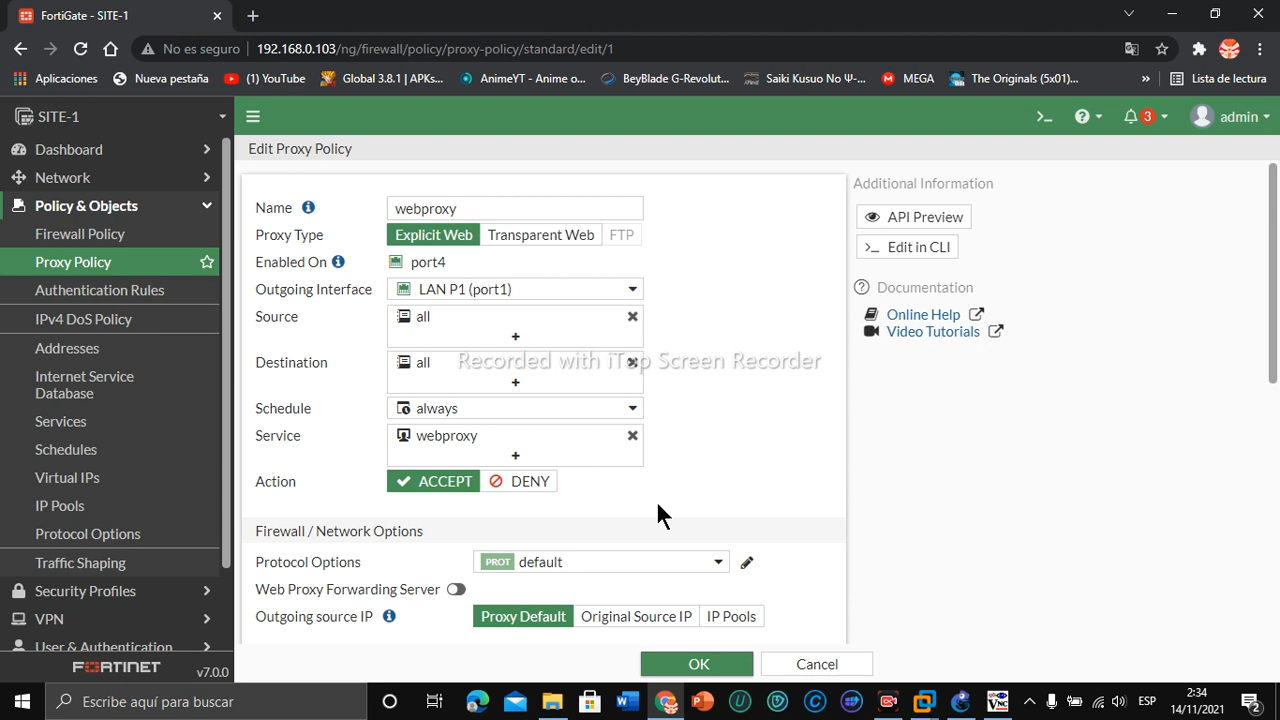 FortiGate - SITE-1
No es seguro | 192.168.0.103/ng/firewall/policy/proxy-policy/standard/edit/1
Aplicaciones Nueva pestaña (1) YouTube Global 3.8.1 | APKs... AnimeYT - Anime o... BeyBlade G-Revolut... Saiki Kusuo No Ψ-... MEGA The Originals (5x01)... » Lista de lectura
SITE-1
>_ 3 admin
Edit Proxy Policy
Dashboard
Network
Policy & Objects
Firewall Policy
Proxy Policy
Authentication Rules
IPv4 DoS Policy
Addresses
Internet Service
Database
Services
Schedules
Virtual IPs
IP Pools
Protocol Options
Traffic Shaping
Security Profiles
VPN
User & Authentication
FORTINET v7.0.0
Name webproxy
Proxy Type Explicit Web Transparent Web FTP
Enabled On port4
Outgoing Interface LAN P1 (port1)
Source all
+
Destination all
+
Recorded with iTop Screen Recorder
Schedule always
Service webproxy
+
Action ACCEPT DENY
Firewall / Network Options
Protocol Options PROT default
Web Proxy Forwarding Server
Outgoing source IP Proxy Default Original Source IP IP Pools
OK Cancel
Additional Information
API Preview
>_ Edit in CLI
Documentation
Online Help
Video Tutorials
Escribe aquí para buscar
ESP
2:34
14/11/2021
2